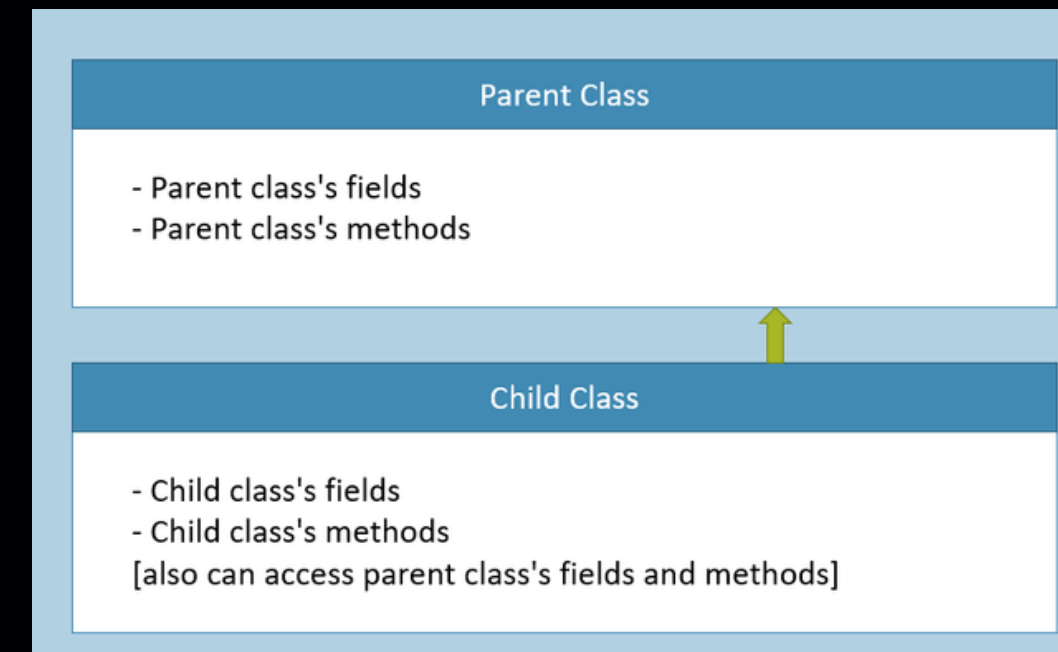 Parent Class
- Parent class's fields
- Parent class's methods
Child Class
- Child class's fields
- Child class's methods
[also can access parent class's fields and methods]